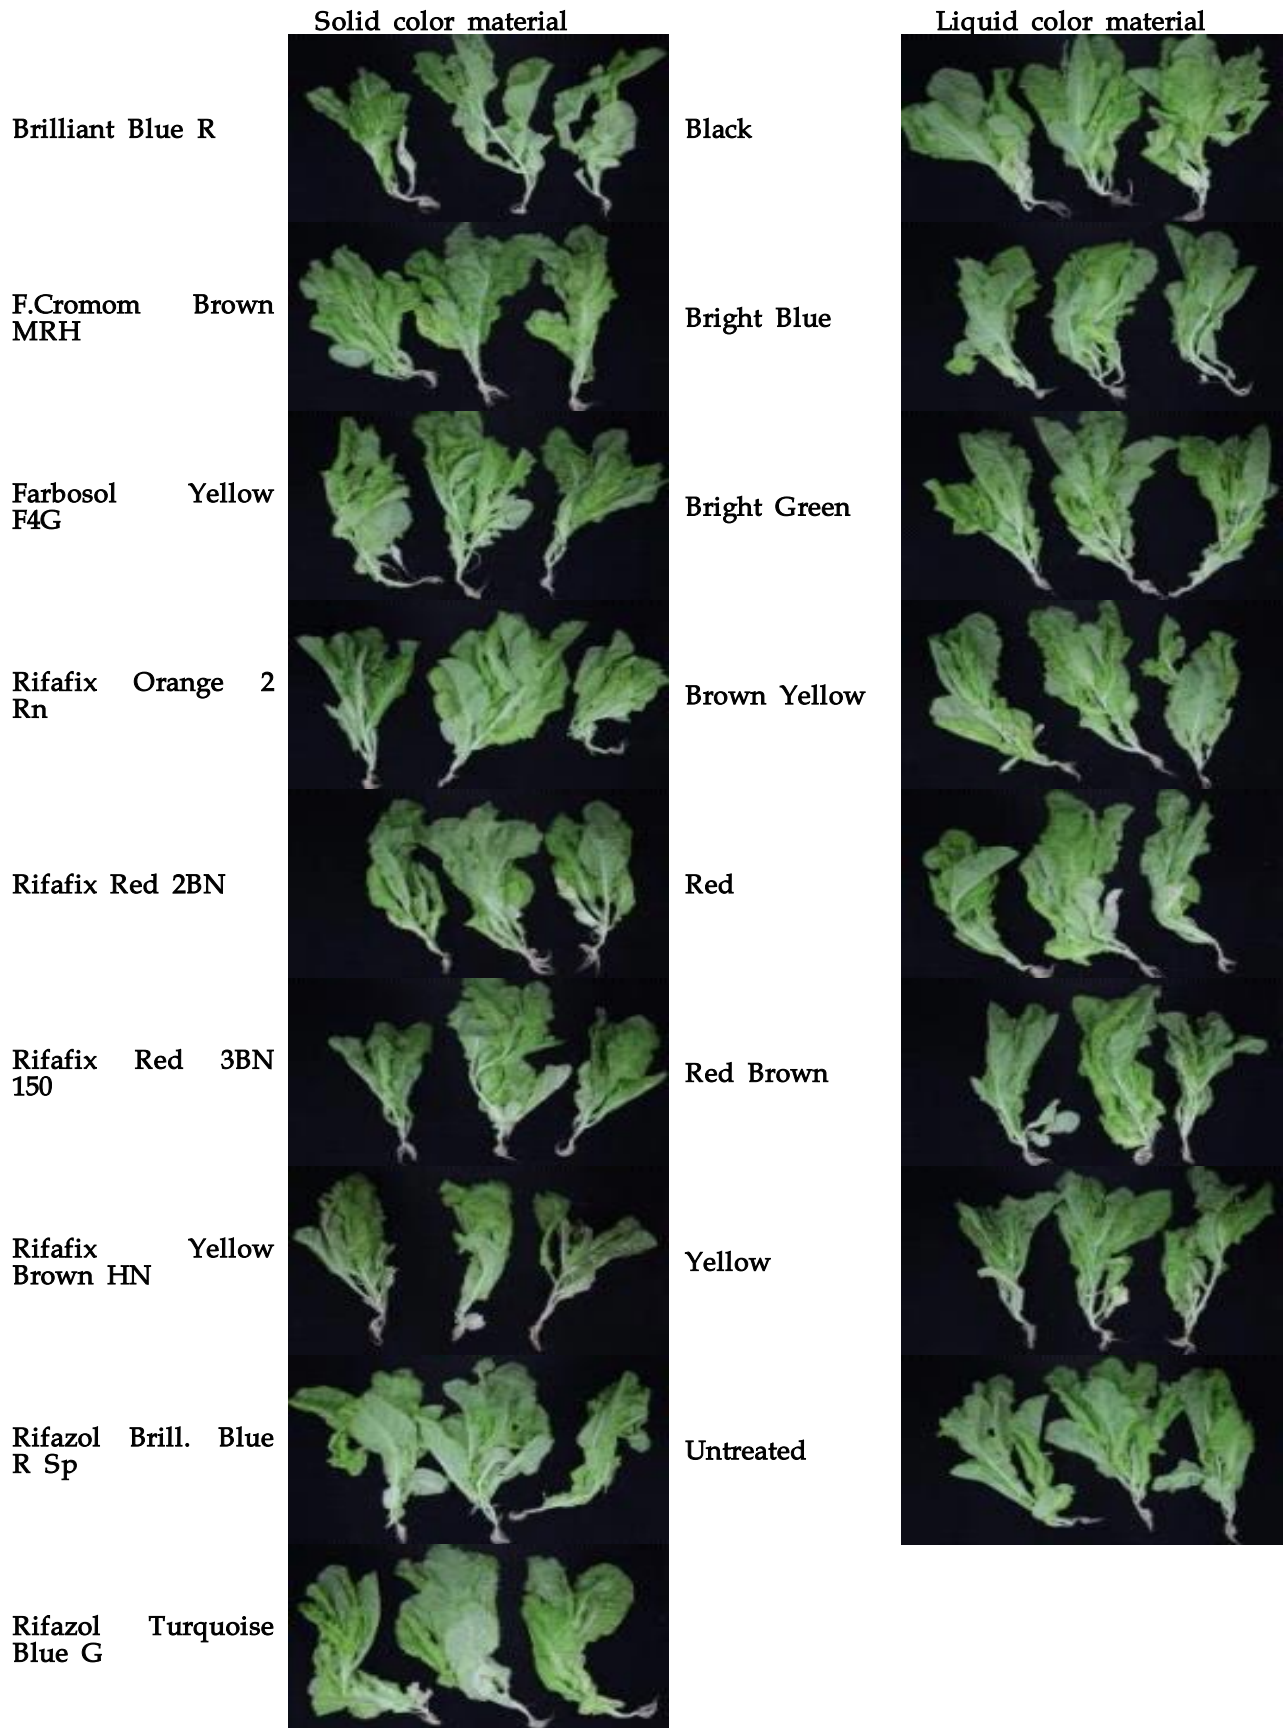 Solid color material
Liquid color material
Brilliant Blue R
Black
F.Cromom Brown
MRH
Bright Blue
Farbosol Yellow
F4G
Bright Green
Rifafix Orange 2
Rn
Brown Yellow
Rifafix Red 2BN
Red
Rifafix Red 3BN
150
Red Brown
Rifafix Yellow
Brown HN
Yellow
Rifazol Brill. Blue
R Sp
Untreated
Rifazol Turquoise
Blue G